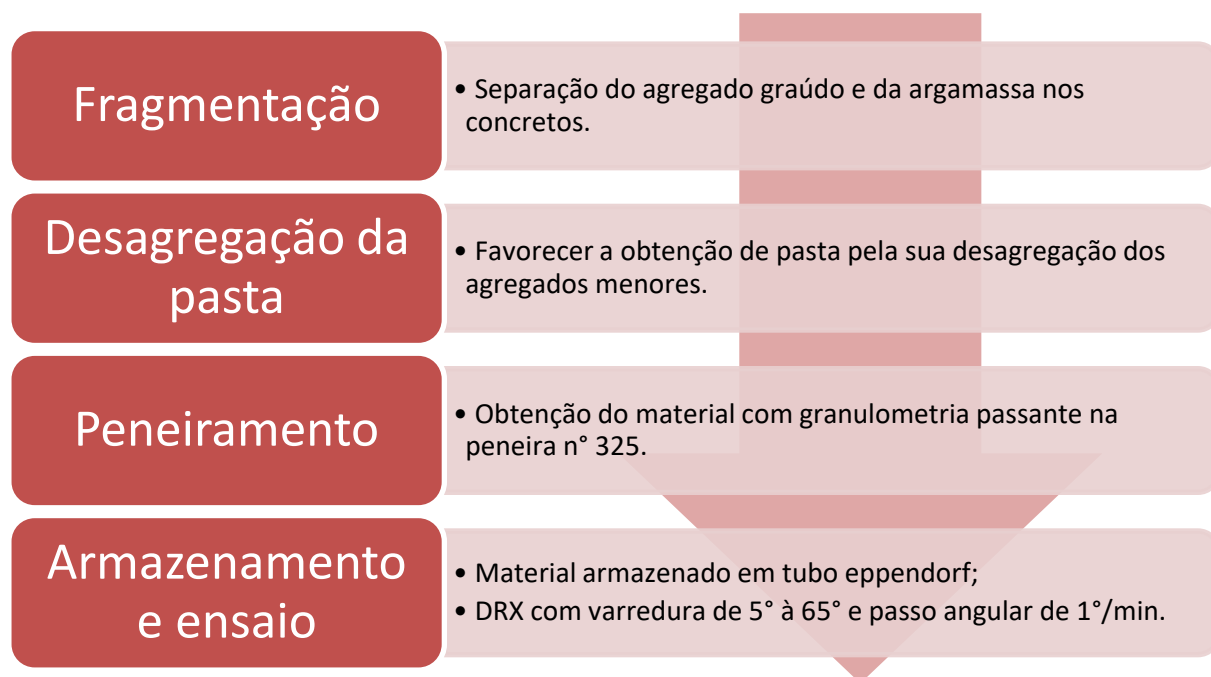 Fragmentação
• Separação do agregado graúdo e da argamassa nos
concretos.
Desagregação da
pasta
• Favorecer a obtenção de pasta pela sua desagregação dos
agregados menores.
Peneiramento
• Obtenção do material com granulometria passante na
peneira n° 325.
Armazenamento
e ensaio
• Material armazenado em tubo eppendorf;
• DRX com varredura de 5° à 65° e passo angular de 1°/min.